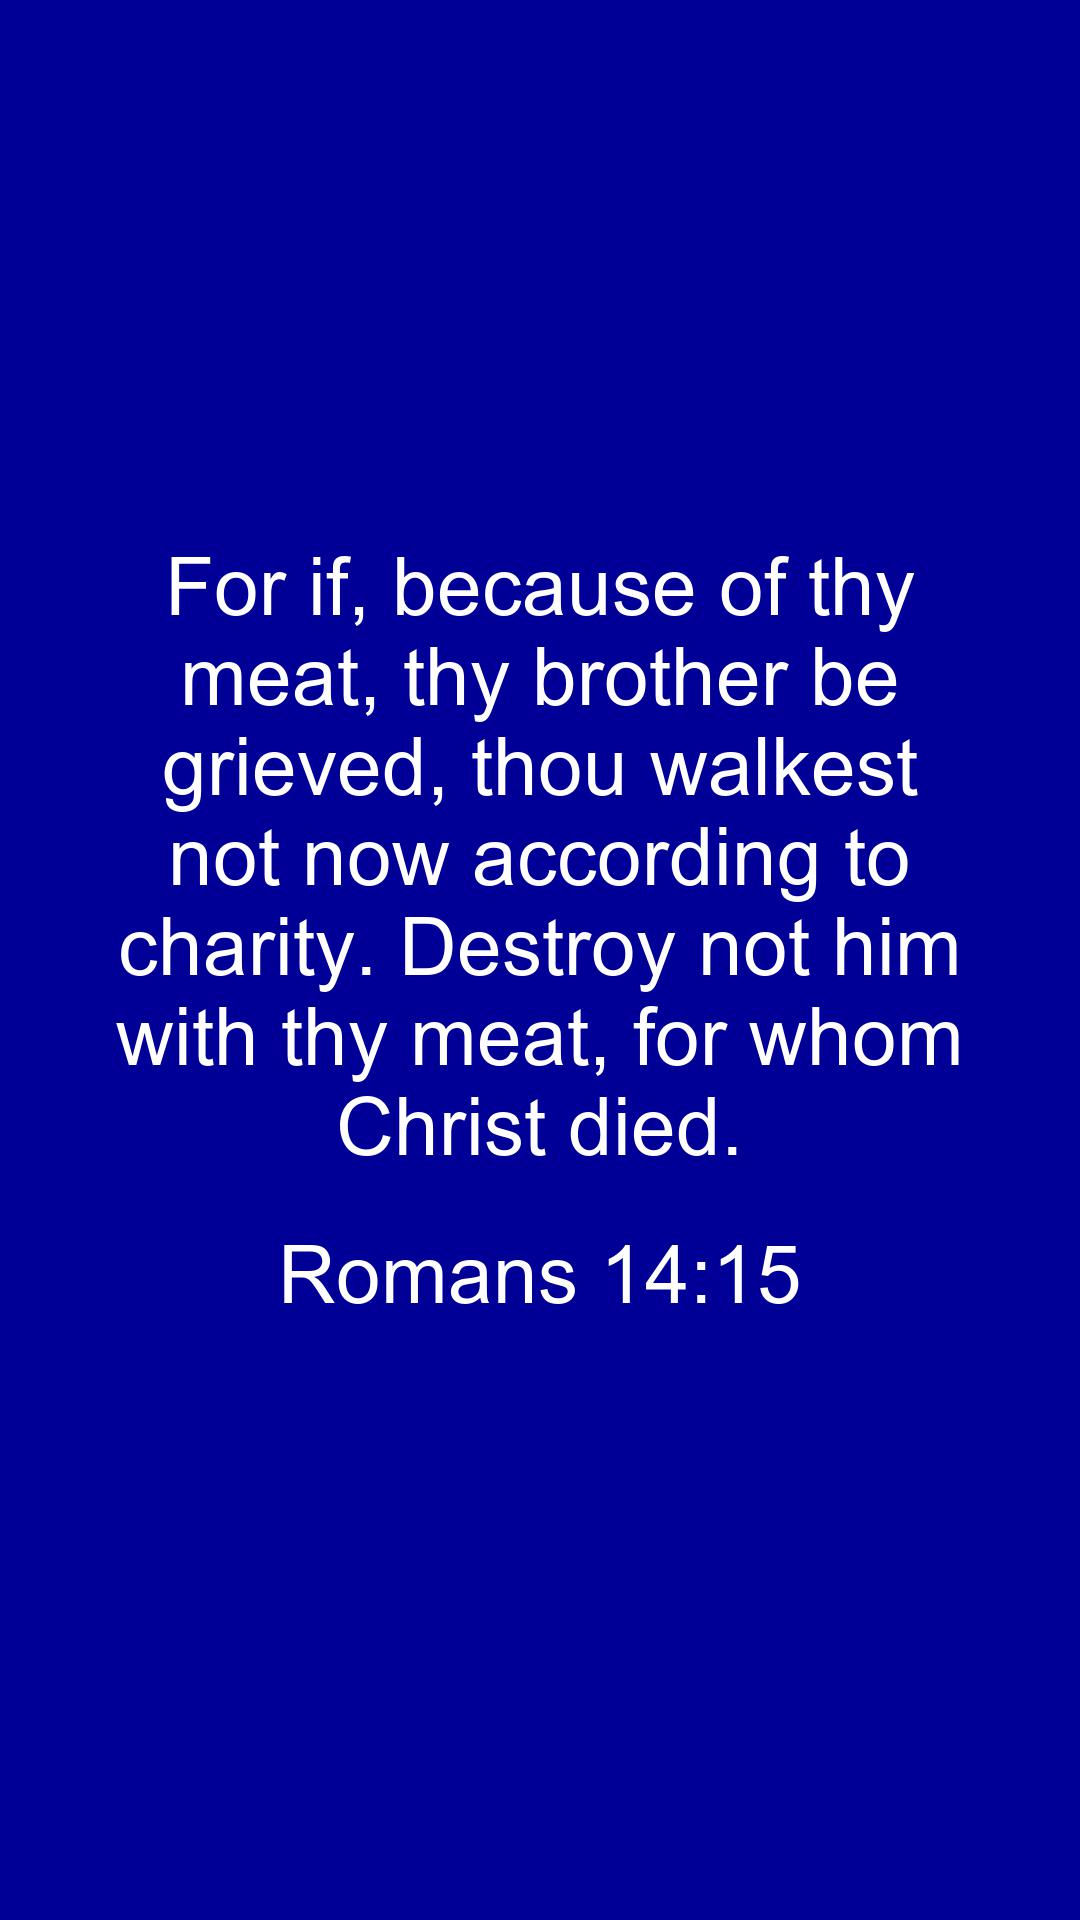 For if, because of thy
meat, thy brother be
grieved, thou walkest
not now according to
charity. Destroy not him
with thy meat, for whom
Christ died.
Romans 14:15